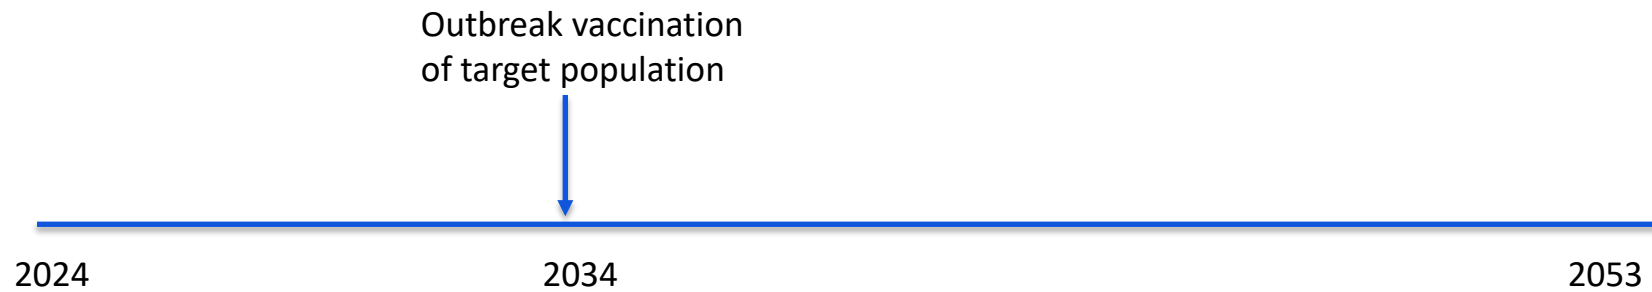 Outbreak vaccination
of target population
2024
2034
2053